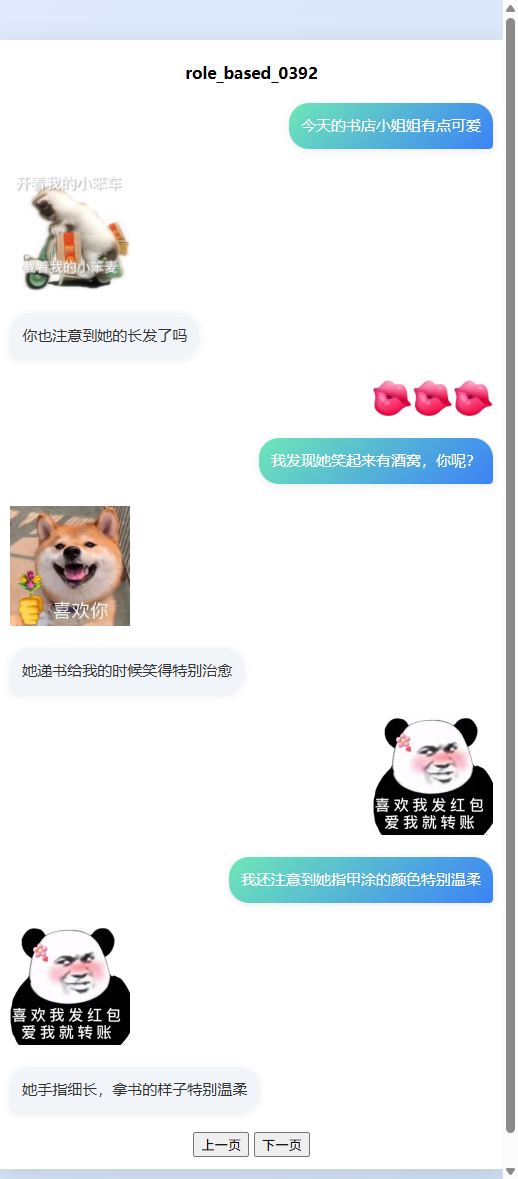 role_based_0392
今天的书店小姐姐有点可爱
开着我的小笨车
载着我的小笨麦
你也注意到她的长发了吗
我发现她笑起来有酒窝，你呢？
喜欢你
她递书给我的时候笑得特别治愈
喜欢我发红包
爱我就转账
我还注意到她指甲涂的颜色特别温柔
喜欢我发红包
爱我就转账
她手指细长，拿书的样子特别温柔
上一页 下一页